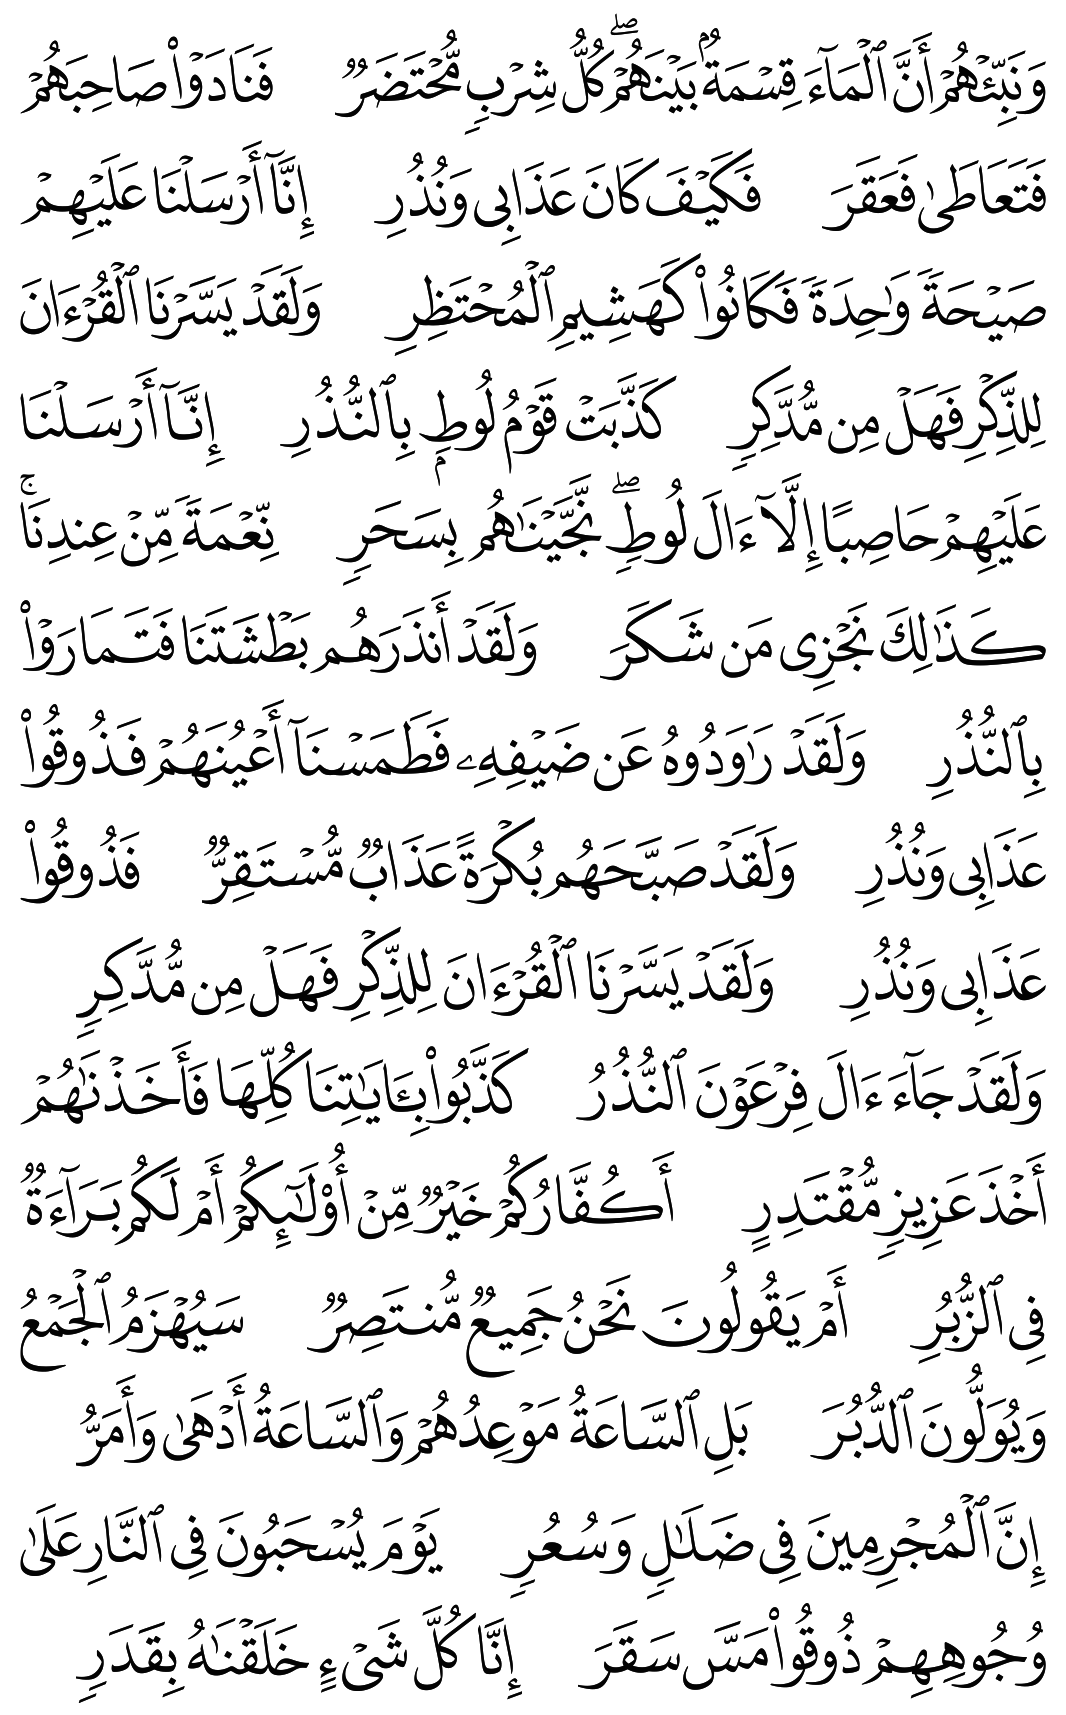 وَنَبِّئۡهُمۡ أَنَّ ٱلۡمَآءَ قِسۡمَةُۢ بَيۡنَهُمۡۖ كُلُّ شِرۡبٖ مُّحۡتَضَرٞ فَنَادَوۡاْ صَاحِبَهُمۡ
فَتَعَاطَىٰ فَعَقَرَ فَكَيۡفَ كَانَ عَذَابِي وَنُذُرِ إِنَّآ أَرۡسَلۡنَا عَلَيۡهِمۡ
صَيۡحَةٗ وَٰحِدَةٗ فَكَانُواْ كَهَشِيمِ ٱلۡمُحۡتَظِرِ وَلَقَدۡ يَسَّرۡنَا ٱلۡقُرۡءَانَ
لِلذِّكۡرِ فَهَلۡ مِن مُّدَّكِرٖ كَذَّبَتۡ قَوۡمُ لُوطِۭ بِٱلنُّذُرِ إِنَّآ أَرۡسَلۡنَا
عَلَيۡهِمۡ حَاصِبًا إِلَّآ ءَالَ لُوطٖۖ نَّجَّيۡنَٰهُم بِسَحَرٖ نِّعۡمَةٗ مِّنۡ عِندِنَاۚ
كَذَٰلِكَ نَجۡزِي مَن شَكَرَ وَلَقَدۡ أَنذَرَهُم بَطۡشَتَنَا فَتَمَارَوۡاْ
بِٱلنُّذُرِ وَلَقَدۡ رَٰوَدُوهُ عَن ضَيۡفِهِۦ فَطَمَسۡنَآ أَعۡيُنَهُمۡ فَذُوقُواْ
عَذَابِي وَنُذُرِ وَلَقَدۡ صَبَّحَهُم بُكۡرَةً عَذَابٞ مُّسۡتَقِرّٞ فَذُوقُواْ
عَذَابِي وَنُذُرِ وَلَقَدۡ يَسَّرۡنَا ٱلۡقُرۡءَانَ لِلذِّكۡرِ فَهَلۡ مِن مُّدَّكِرٖ
وَلَقَدۡ جَآءَ ءَالَ فِرۡعَوۡنَ ٱلنُّذُرُ كَذَّبُواْ بِـَٔايَٰتِنَا كُلِّهَا فَأَخَذۡنَٰهُمۡ
أَخۡذَ عَزِيزٖ مُّقۡتَدِرٍ أَكُفَّارُكُمۡ خَيۡرٞ مِّنۡ أُوْلَٰٓئِكُمۡ أَمۡ لَكُم بَرَآءَةٞ
فِي ٱلزُّبُرِ أَمۡ يَقُولُونَ نَحۡنُ جَمِيعٞ مُّنتَصِرٞ سَيُهۡزَمُ ٱلۡجَمۡعُ
وَيُوَلُّونَ ٱلدُّبُرَ بَلِ ٱلسَّاعَةُ مَوۡعِدُهُمۡ وَٱلسَّاعَةُ أَدۡهَىٰ وَأَمَرُّ
إِنَّ ٱلۡمُجۡرِمِينَ فِي ضَلَٰلٖ وَسُعُرٖ يَوۡمَ يُسۡحَبُونَ فِي ٱلنَّارِ عَلَىٰ
وُجُوهِهِمۡ ذُوقُواْ مَسَّ سَقَرَ إِنَّا كُلَّ شَيۡءٍ خَلَقۡنَٰهُ بِقَدَرٖ